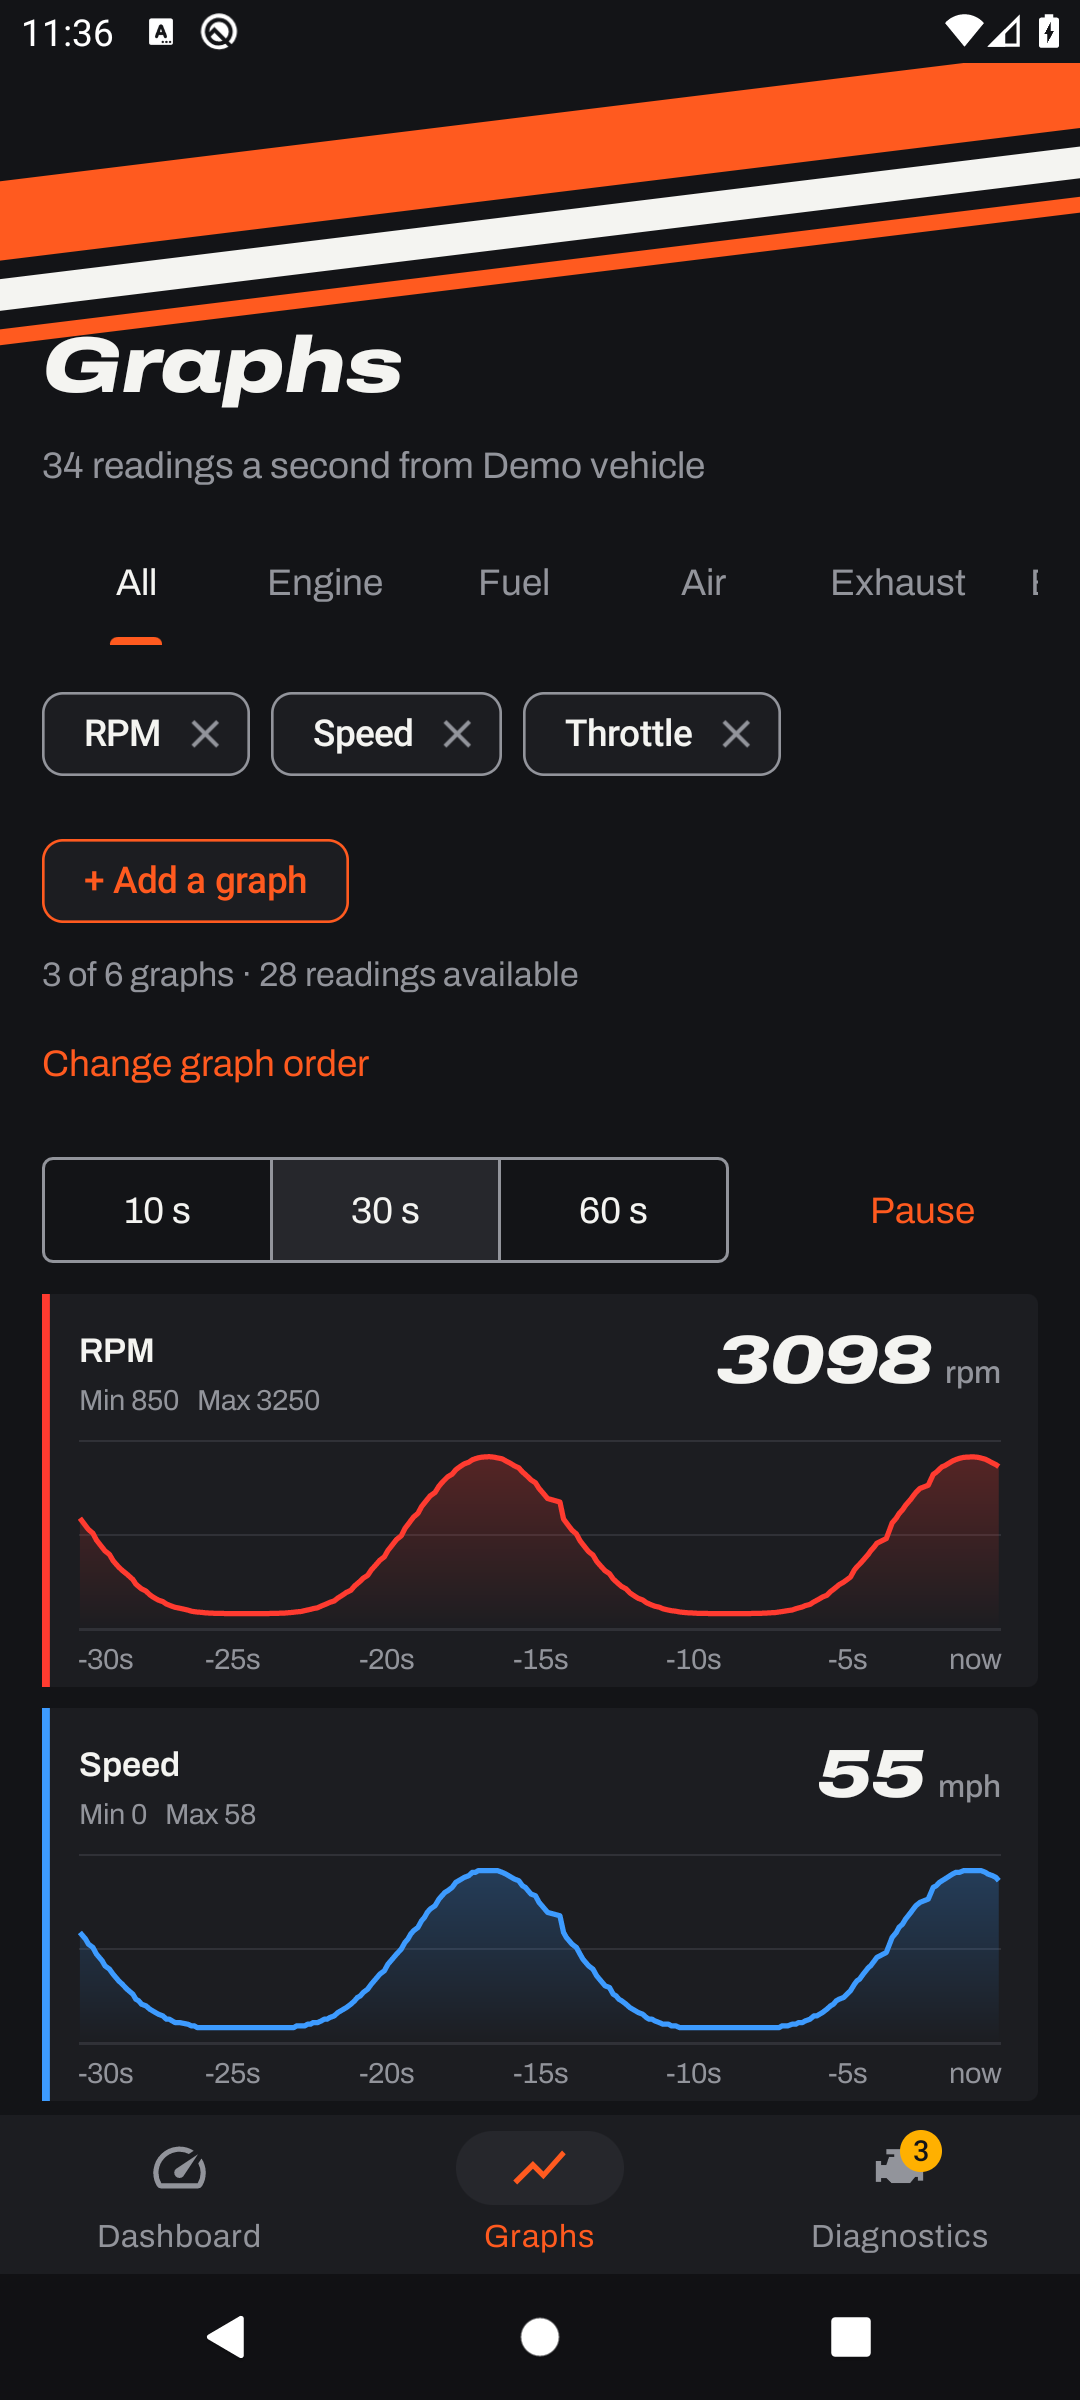 11:36
Graphs
34 readings a second from Demo vehicle
All Engine Fuel Air Exhaust
RPM Speed Throttle
+ Add a graph
3 of 6 graphs · 28 readings available
Change graph order
10 s 30 s 60 s Pause
RPM 3098 rpm
Min 850 Max 3250
-30s -25s -20s -15s -10s -5s now
Speed 55 mph
Min 0 Max 58
-30s -25s -20s -15s -10s -5s now
3
Dashboard Graphs Diagnostics